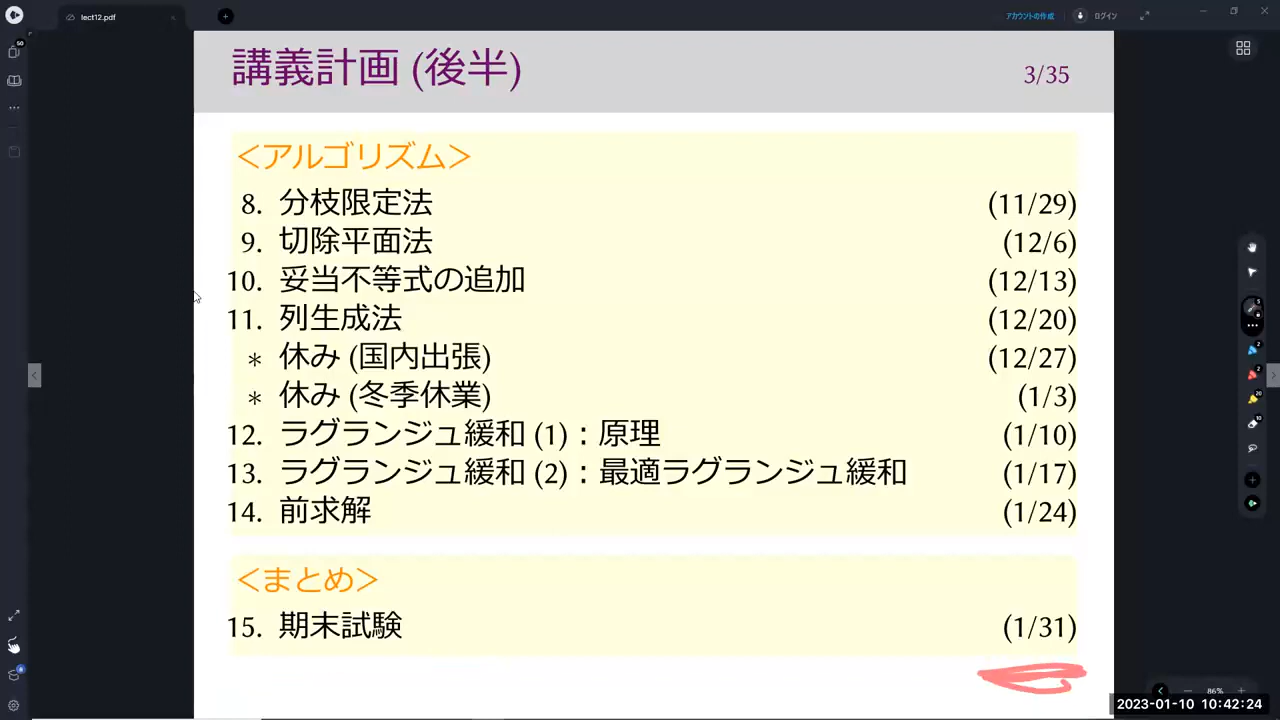 lect12.pdf
アカウントの作成
ログイン
講義計画 (後半)
3/35
<アルゴリズム>
8. 分枝限定法 (11/29)
9. 切除平面法 (12/6)
10. 妥当不等式の追加 (12/13)
11. 列生成法 (12/20)
* 休み (国内出張) (12/27)
* 休み (冬季休業) (1/3)
12. ラグランジュ緩和 (1) : 原理 (1/10)
13. ラグランジュ緩和 (2) : 最適ラグランジュ緩和 (1/17)
14. 前求解 (1/24)
<まとめ>
15. 期末試験 (1/31)
86%
2023-01-10 10:42:24